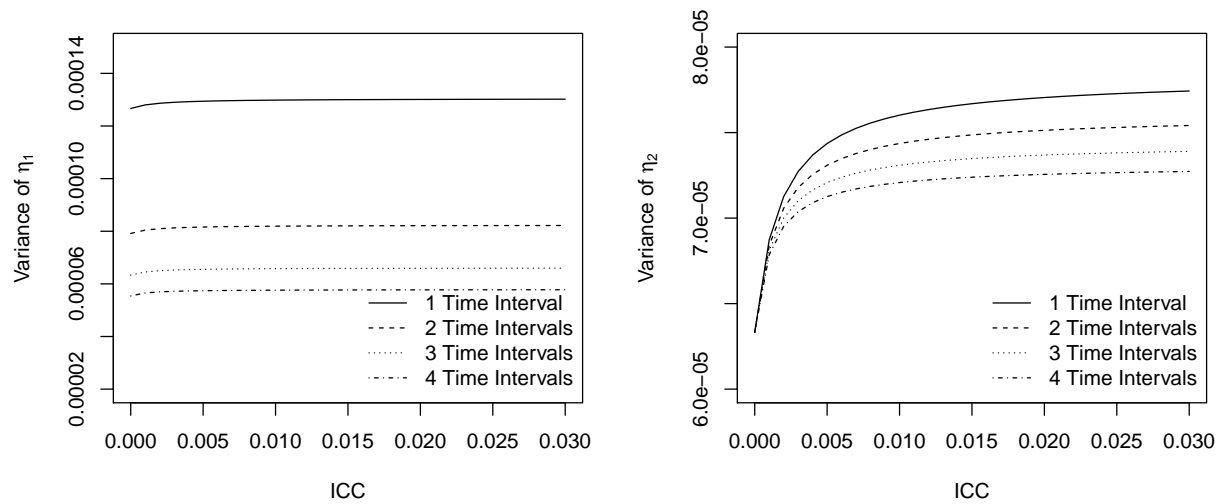 0.00014
0.00010
0.00006
0.00002
Variance of η1
1 Time Interval
2 Time Intervals
3 Time Intervals
4 Time Intervals
0.000 0.005 0.010 0.015 0.020 0.025 0.030
ICC
8.0e−05
7.0e−05
6.0e−05
Variance of η2
1 Time Interval
2 Time Intervals
3 Time Intervals
4 Time Intervals
0.000 0.005 0.010 0.015 0.020 0.025 0.030
ICC